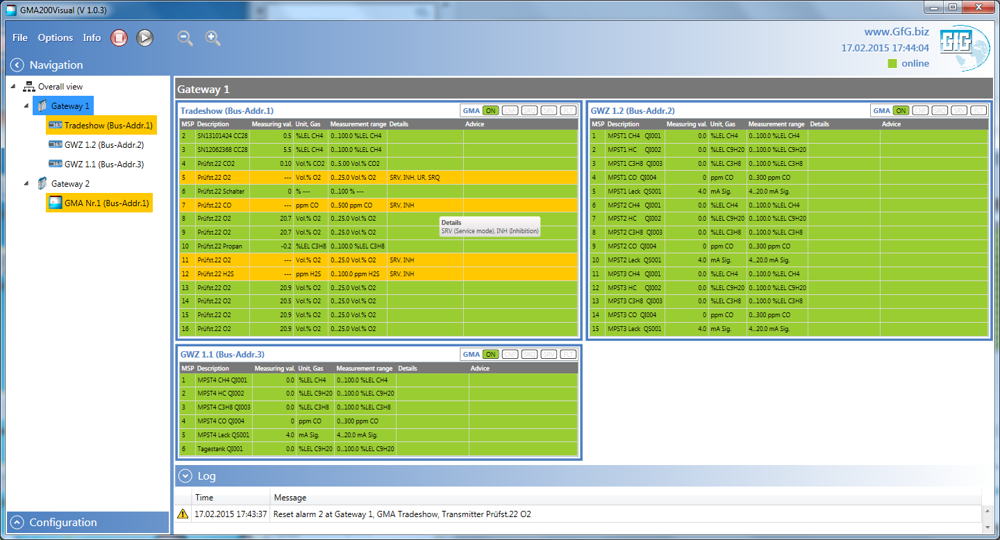 GMA200Visual (V 1.0.3)
File Options Info
www.GfG.biz
17.02.2015 17:44:04
online
GfG
Navigation
Overall view
Gateway 1
Tradeshow (Bus-Addr.1)
GWZ 1.2 (Bus-Addr.2)
GWZ 1.1 (Bus-Addr.3)
Gateway 2
GMA Nr.1 (Bus-Addr.1)
Configuration
Gateway 1
Tradeshow (Bus-Addr.1) GMA ON CNF SRQ SRV FLT
MSP Description Measuring val. Unit, Gas Measurement range Details Advice
2 SN13101424 CC28 0.5 %LEL CH4 0...100.0 %LEL CH4
3 SN12062368 CC28 5.5 %LEL CH4 0...100.0 %LEL CH4
4 Prüfst.22 CO2 0.10 Vol.% CO2 0...5.00 Vol.% CO2
5 Prüfst.22 O2 --- Vol.% O2 0...25.0 Vol.% O2 SRV, INH, UR, SRQ
6 Prüfst.22 Schalter 0 % --- 0...100 % ---
7 Prüfst.22 CO --- ppm CO 0...500 ppm CO SRV, INH
8 Prüfst.22 O2 20.7 Vol.% O2 0...25.0 Vol.% O2
9 Prüfst.22 O2 20.7 Vol.% O2 0...25.0 Vol.% O2
10 Prüfst.22 Propan -0.2 %LEL C3H8 0...100.0 %LEL C3H8
11 Prüfst.22 O2 --- Vol.% O2 0...25.0 Vol.% O2 SRV, INH
12 Prüfst.22 H2S --- ppm H2S 0...100.0 ppm H2S SRV, INH
13 Prüfst.22 O2 20.9 Vol.% O2 0...25.0 Vol.% O2
14 Prüfst.22 O2 20.5 Vol.% O2 0...25.0 Vol.% O2
15 Prüfst.22 O2 20.9 Vol.% O2 0...25.0 Vol.% O2
16 Prüfst.22 O2 20.9 Vol.% O2 0...25.0 Vol.% O2
Details
SRV (Service mode), INH (Inhibition)
GWZ 1.2 (Bus-Addr.2) GMA ON CNF SRQ SRV FLT
MSP Description Measuring val. Unit, Gas Measurement range Details Advice
1 MPST1 CH4 QI001 0.0 %LEL CH4 0...100.0 %LEL CH4
2 MPST1 HC QI002 0.0 %LEL C9H20 0...100.0 %LEL C9H20
3 MPST1 C3H8 QI003 0.0 %LEL C3H8 0...100.0 %LEL C3H8
4 MPST1 CO QI004 0 ppm CO 0...300 ppm CO
5 MPST1 Leck QS001 4.0 mA Sig. 4...20.0 mA Sig.
6 MPST2 CH4 QI001 0.0 %LEL CH4 0...100.0 %LEL CH4
7 MPST2 HC QI002 0.0 %LEL C9H20 0...100.0 %LEL C9H20
8 MPST2 C3H8 QI003 0.0 %LEL C3H8 0...100.0 %LEL C3H8
9 MPST2 CO QI004 0 ppm CO 0...300 ppm CO
10 MPST2 Leck QS001 4.0 mA Sig. 4...20.0 mA Sig.
11 MPST3 CH4 QI001 0.0 %LEL CH4 0...100.0 %LEL CH4
12 MPST3 HC QI002 0.0 %LEL C9H20 0...100.0 %LEL C9H20
13 MPST3 C3H8 QI003 0.0 %LEL C3H8 0...100.0 %LEL C3H8
14 MPST3 CO QI004 0 ppm CO 0...300 ppm CO
15 MPST3 Leck QS001 4.0 mA Sig. 4...20.0 mA Sig.
GWZ 1.1 (Bus-Addr.3) GMA ON CNF SRQ SRV FLT
MSP Description Measuring val. Unit, Gas Measurement range Details Advice
1 MPST4 CH4 QI001 0.0 %LEL CH4 0...100.0 %LEL CH4
2 MPST4 HC QI002 0.0 %LEL C9H20 0...100.0 %LEL C9H20
3 MPST4 C3H8 QI003 0.0 %LEL C3H8 0...100.0 %LEL C3H8
4 MPST4 CO QI004 0 ppm CO 0...300 ppm CO
5 MPST4 Leck QS001 4.0 mA Sig. 4...20.0 mA Sig.
6 Tagestank QI001 0.0 %LEL C9H20 0...100.0 %LEL C9H20
Log
Time Message
17.02.2015 17:43:37 Reset alarm 2 at Gateway 1, GMA Tradeshow, Transmitter Prüfst.22 O2